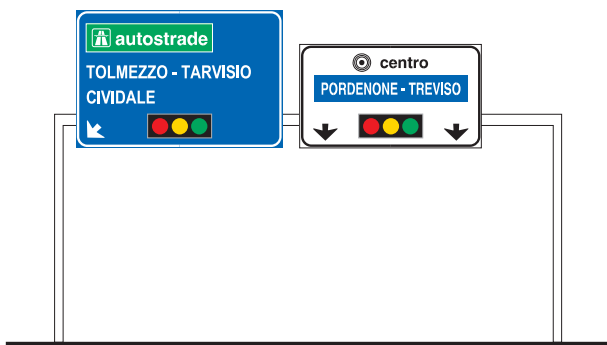 autostrade
TOLMEZZO - TARVISIO
CIVIDALE
centro
PORDENONE - TREVISO